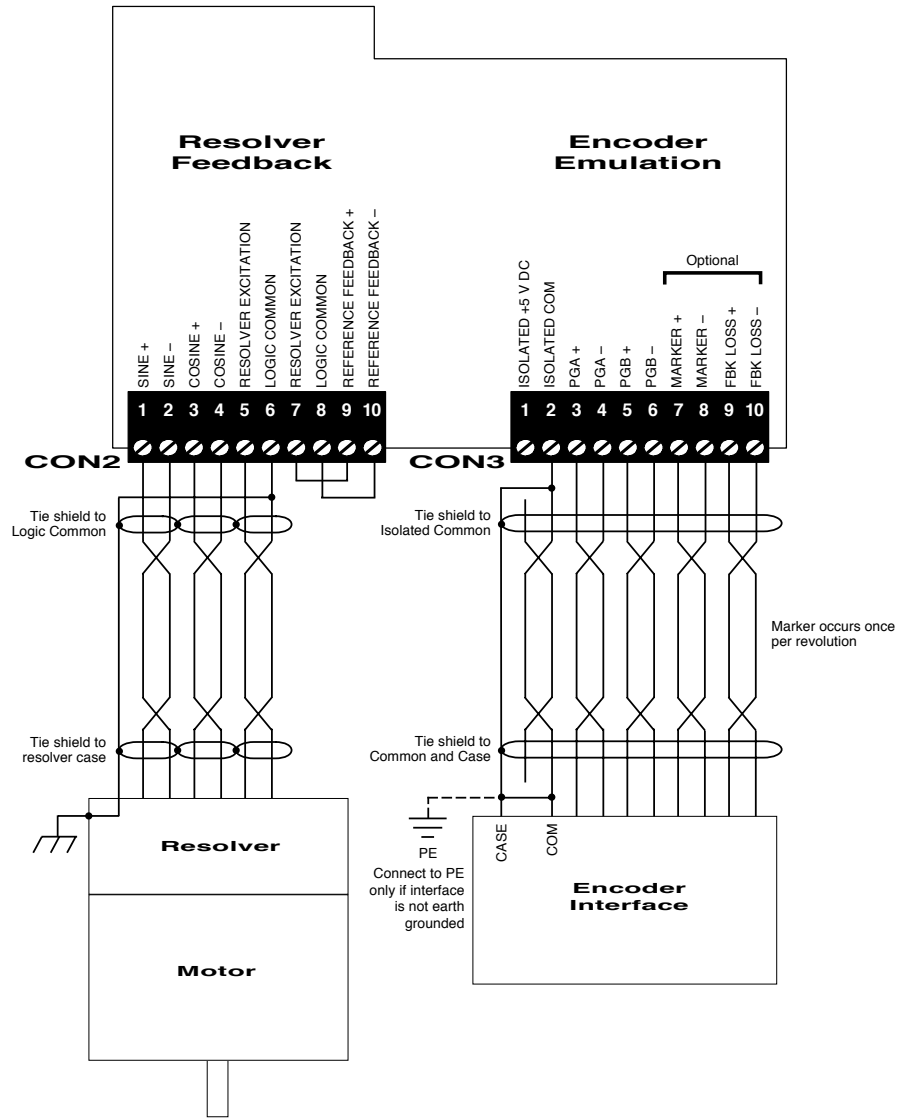 Resolver
Feedback
Encoder
Emulation
SINE +
SINE –
COSINE +
COSINE –
RESOLVER EXCITATION
LOGIC COMMON
RESOLVER EXCITATION
LOGIC COMMON
REFERENCE FEEDBACK +
REFERENCE FEEDBACK –
Optional
ISOLATED +5 V DC
ISOLATED COM
PGA +
PGA –
PGB +
PGB –
MARKER +
MARKER –
FBK LOSS +
FBK LOSS –
1 2 3 4 5 6 7 8 9 10
1 2 3 4 5 6 7 8 9 10
CON2
CON3
Tie shield to
Logic Common
Tie shield to
Isolated Common
Marker occurs once
per revolution
Tie shield to
resolver case
Tie shield to
Common and Case
Resolver
Motor
PE
Connect to PE
only if interface
is not earth
grounded
CASE
COM
Encoder
Interface